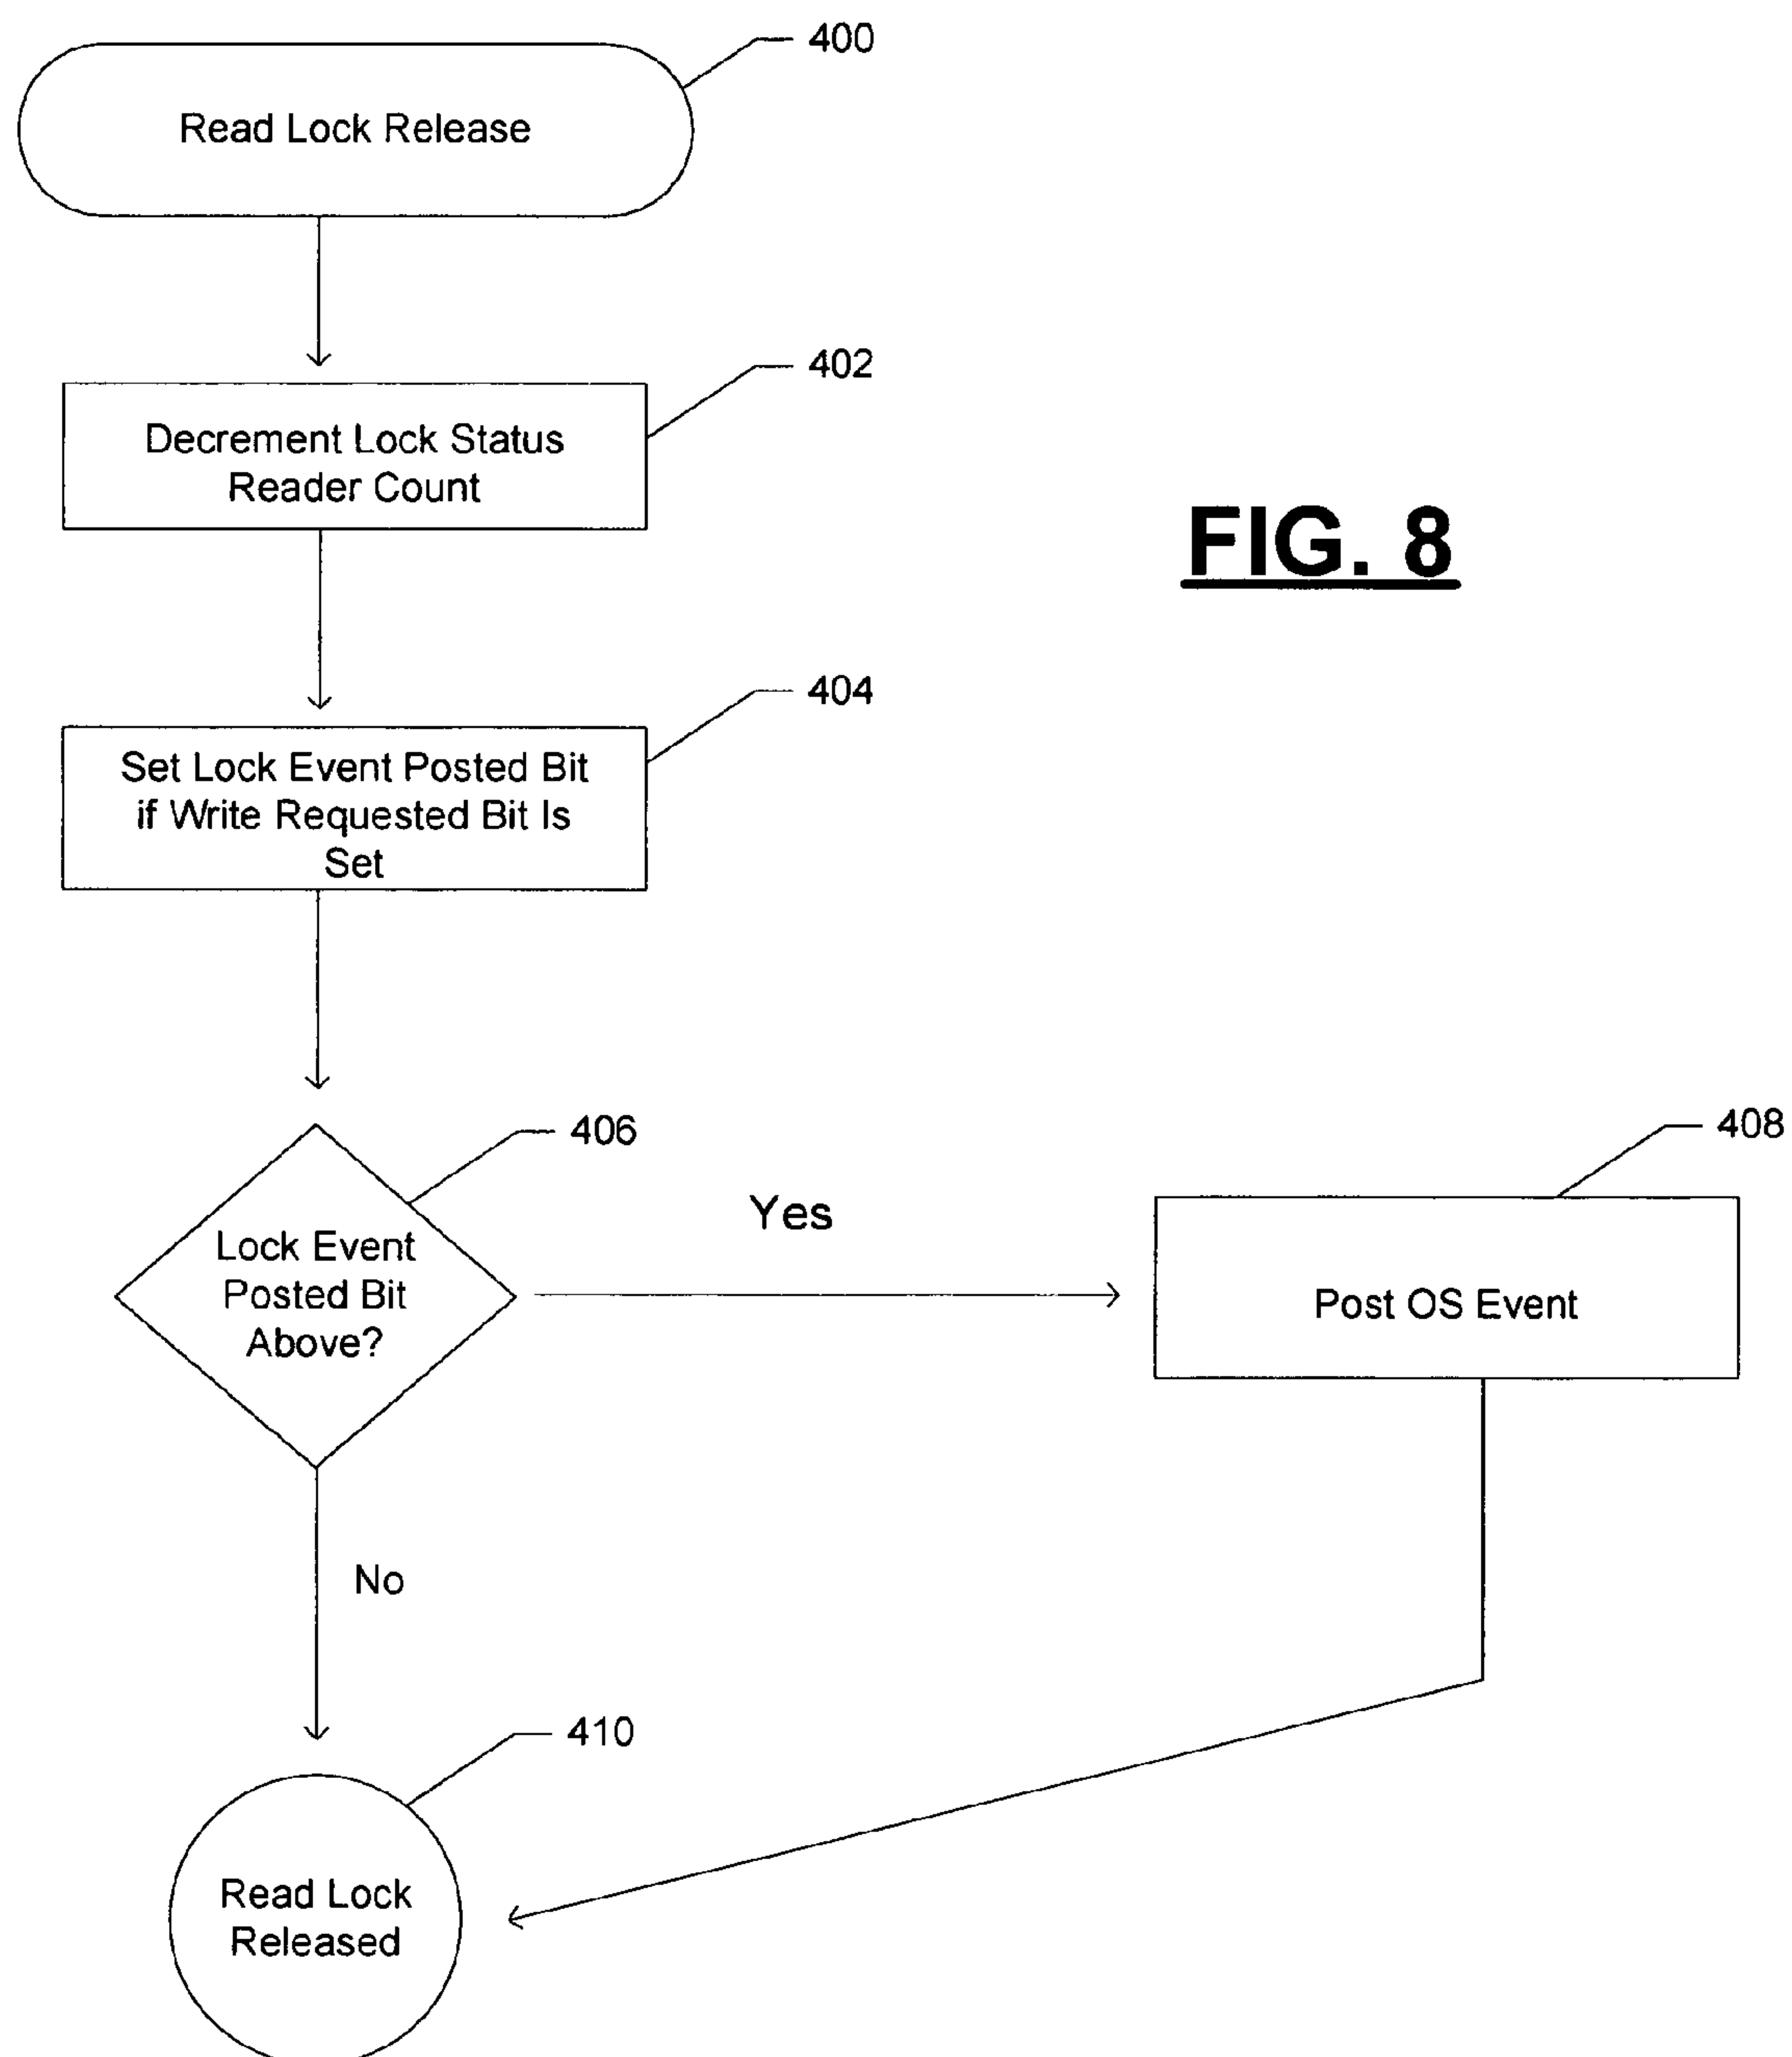 400
Read Lock Release
402
Decrement Lock Status
Reader Count
FIG. 8
404
Set Lock Event Posted Bit
if Write Requested Bit Is
Set
406
408
Yes
Lock Event
Posted Bit
Above?
Post OS Event
No
410
Read Lock
Released